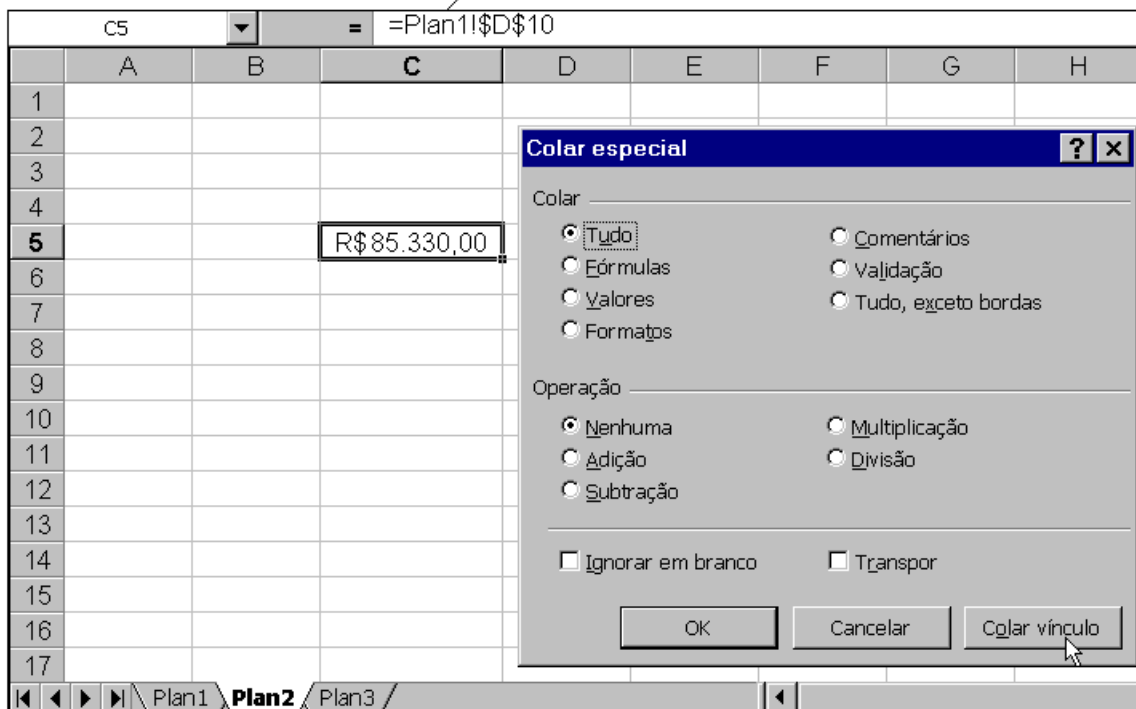 C5 = =Plan1!$D$10
A B C D E F G H
1
2
3
4
5 R$85.330,00
6
7
8
9
10
11
12
13
14
15
16
17
Plan1 Plan2 Plan3
Colar especial ? ×
Colar
Tudo Comentários
Fórmulas Validação
Valores Tudo, exceto bordas
Formatos
Operação
Nenhuma Multiplicação
Adição Divisão
Subtração
Ignorar em branco Transpor
OK Cancelar Colar vínculo